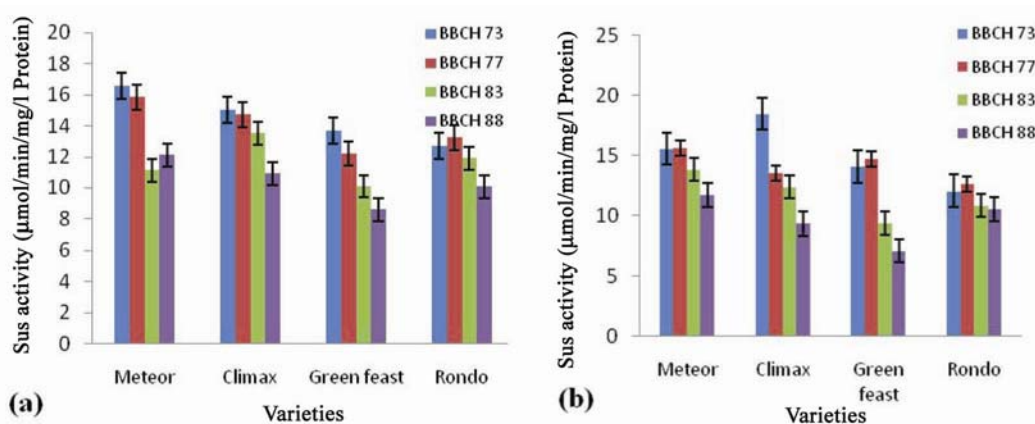 Sus activity (µmol/min/mg/l Protein)
20
18
16
14
12
10
8
6
4
2
0
BBCH 73
BBCH 77
BBCH 83
BBCH 88
Meteor Climax Green feast Rondo
(a)
Varieties
Sus activity (µmol/min/mg/l Protein)
25
20
15
10
5
0
BBCH 73
BBCH 77
BBCH 83
BBCH 88
Meteor Climax Green Rondo
feast
(b)
Varieties